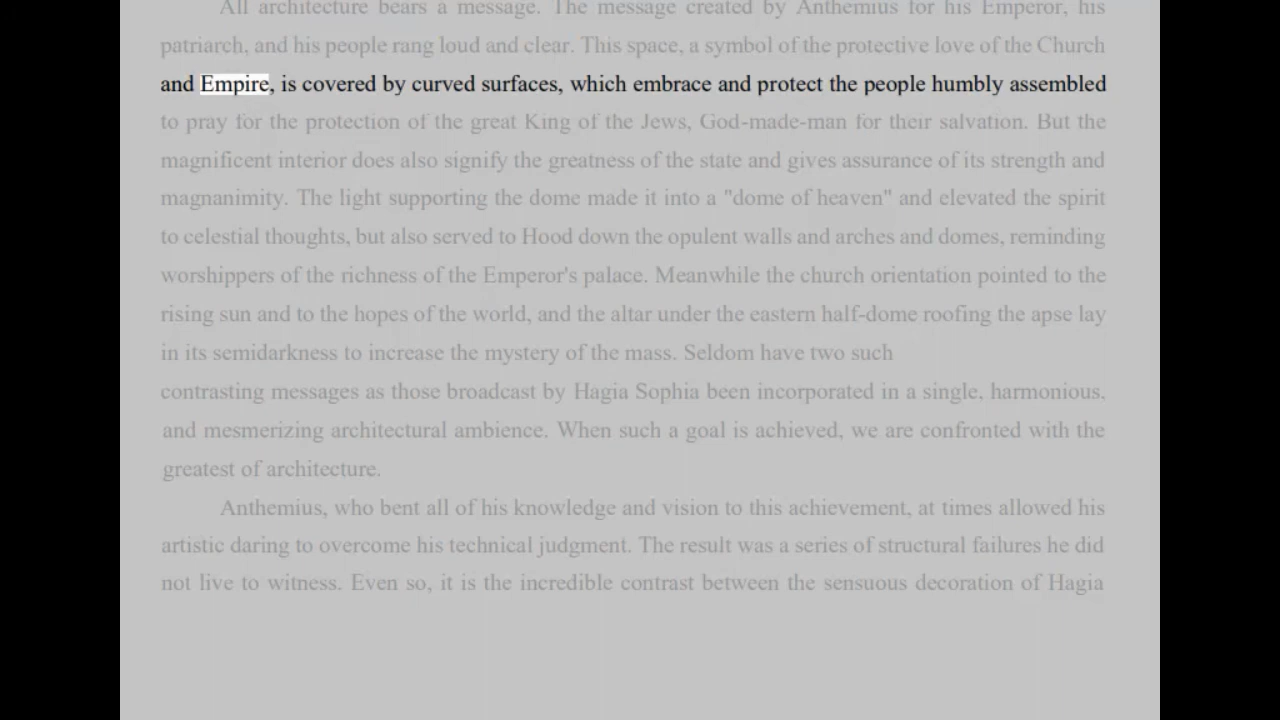 All architecture bears a message. The message created by Anthemius for his Emperor, his
patriarch, and his people rang loud and clear. This space, a symbol of the protective love of the Church
and Empire, is covered by curved surfaces, which embrace and protect the people humbly assembled
to pray for the protection of the great King of the Jews, God-made-man for their salvation. But the
magnificent interior does also signify the greatness of the state and gives assurance of its strength and
magnanimity. The light supporting the dome made it into a "dome of heaven" and elevated the spirit
to celestial thoughts, but also served to Hood down the opulent walls and arches and domes, reminding
worshippers of the richness of the Emperor's palace. Meanwhile the church orientation pointed to the
rising sun and to the hopes of the world, and the altar under the eastern half-dome roofing the apse lay
in its semidarkness to increase the mystery of the mass. Seldom have two such
contrasting messages as those broadcast by Hagia Sophia been incorporated in a single, harmonious,
and mesmerizing architectural ambience. When such a goal is achieved, we are confronted with the
greatest of architecture.
Anthemius, who bent all of his knowledge and vision to this achievement, at times allowed his
artistic daring to overcome his technical judgment. The result was a series of structural failures he did
not live to witness. Even so, it is the incredible contrast between the sensuous decoration of Hagia